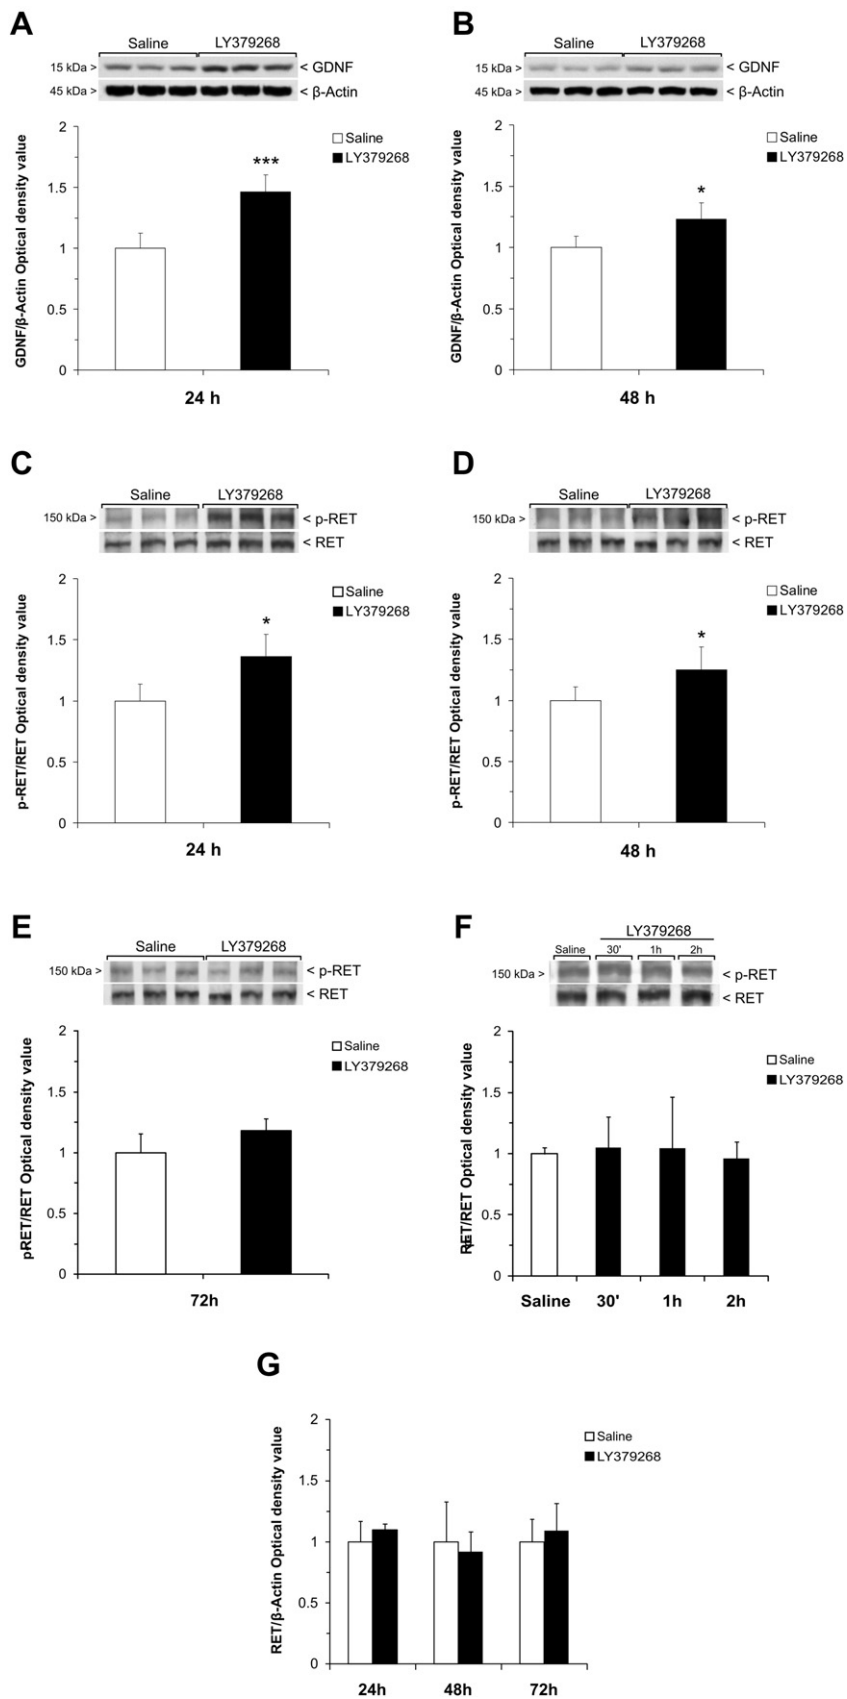 A
Saline LY379268
15 kDa > < GDNF
45 kDa > < β-Actin
GDNF/β-Actin Optical density value
2
1.5
1
0.5
0
***
Saline
LY379268
24 h
B
Saline LY379268
15 kDa > < GDNF
45 kDa > < β-Actin
GDNF/β-Actin Optical density value
2
1.5
1
0.5
0
*
Saline
LY379268
48 h
C
Saline LY379268
150 kDa > < p-RET
< RET
p-RET/RET Optical density value
2
1.5
1
0.5
0
*
Saline
LY379268
24 h
D
Saline LY379268
150 kDa > < p-RET
< RET
p-RET/RET Optical density value
2
1.5
1
0.5
0
*
Saline
LY379268
48 h
E
Saline LY379268
150 kDa > < p-RET
< RET
pRET/RET Optical density value
2
1.5
1
0.5
0
Saline
LY379268
72h
F
LY379268
Saline 30' 1h 2h
150 kDa > < p-RET
< RET
pRET/RET Optical density value
2
1.5
1
0.5
0
Saline
LY379268
Saline 30' 1h 2h
G
RET/β-Actin Optical density value
2
1.5
1
0.5
0
Saline
LY379268
24h 48h 72h